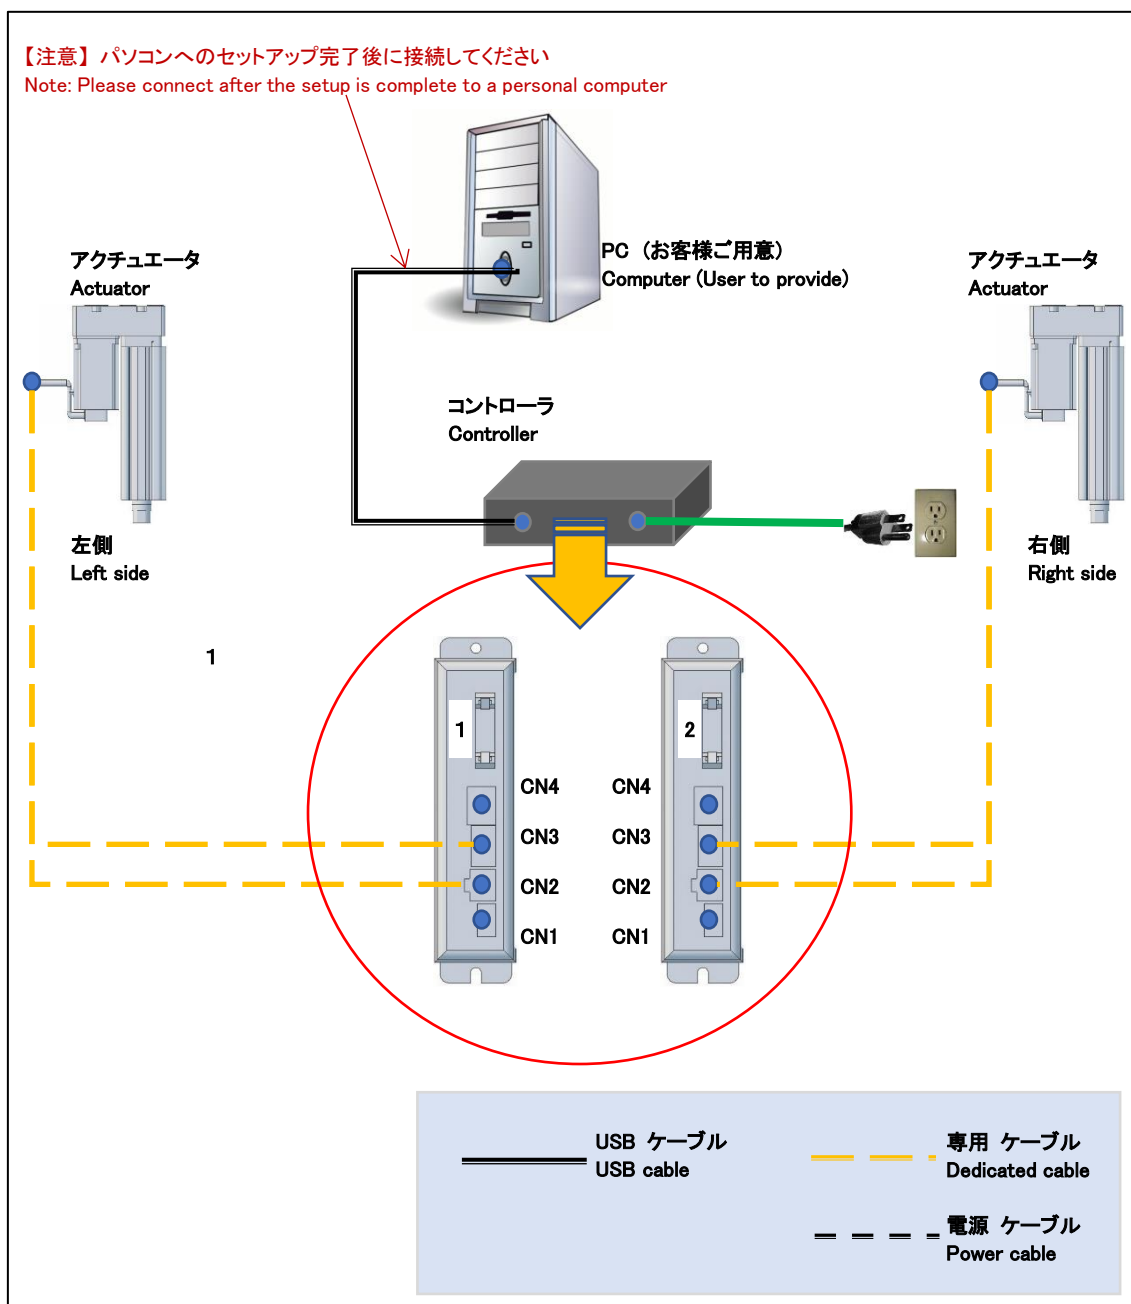 【注意】 パソコンへのセットアップ完了後に接続してください
Note: Please connect after the setup is complete to a personal computer
PC （お客様ご用意）
Computer (User to provide)
アクチュエータ
Actuator
アクチュエータ
Actuator
コントローラ
Controller
左側
Left side
右側
Right side
1
1
2
CN4
CN4
CN3
CN3
CN2
CN2
CN1
CN1
USB ケーブル
USB cable
専用 ケーブル
Dedicated cable
電源 ケーブル
Power cable